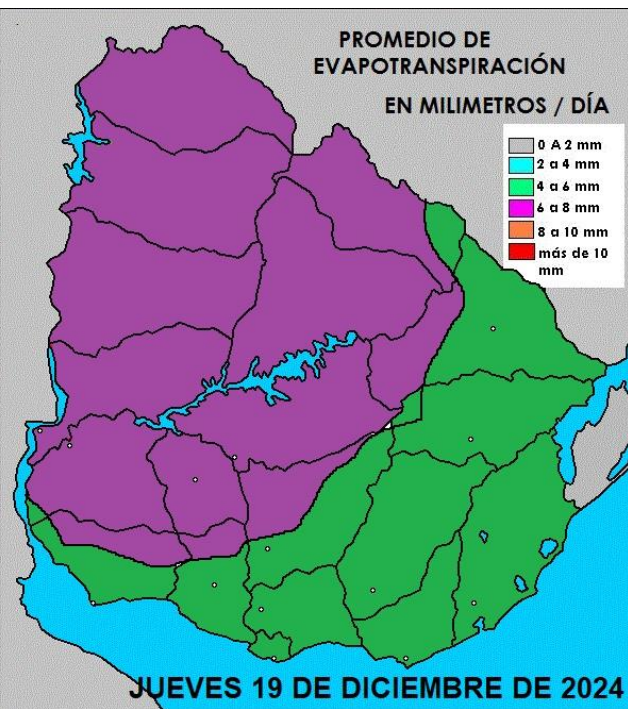 PROMEDIO DE
EVAPOTRANSPIRACIÓN
EN MILIMETROS / DÍA
0 A 2 mm
2 a 4 mm
4 a 6 mm
6 a 8 mm
8 a 10 mm
más de 10
mm
JUEVES 19 DE DICIEMBRE DE 2024